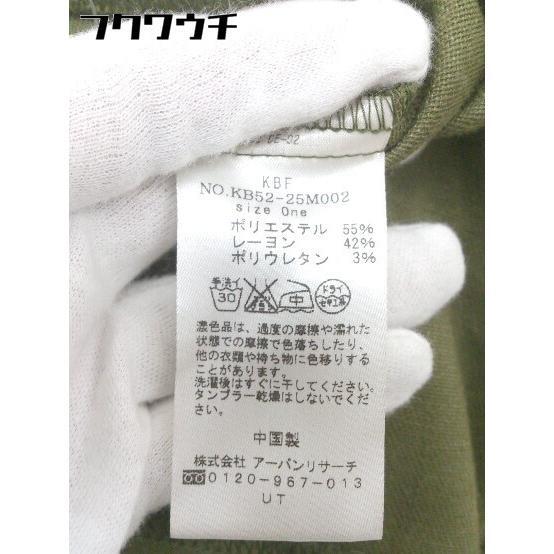 フクワウチ
KBF
NO.KB52-25M002
size One
ポリエステル 55%
レーヨン 42%
ポリウレタン 3%
手洗イ
30
中
ドライ
セキユ系
濃色品は、過度の摩擦や濡れた
状態での摩擦で色落ちしたり、
他の衣類や持ち物に色移りする
ことがあります。
洗濯後はすぐに干してください。
タンブラー乾燥はしないでくだ
さい。
中国製
株式会社 アーバンリサーチ
0120-967-013
UT